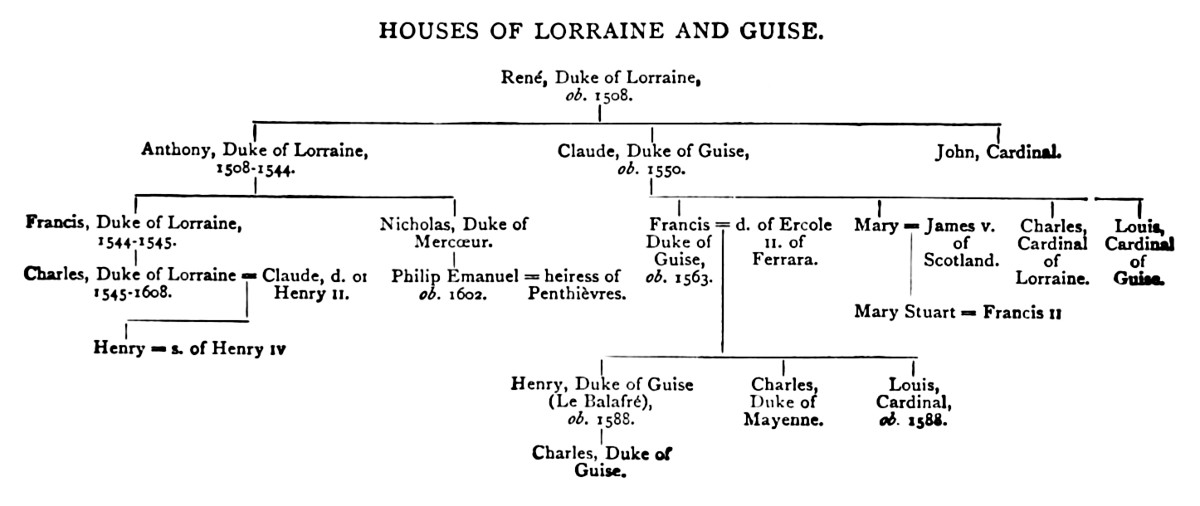 HOUSES OF LORRAINE AND GUISE.
René, Duke of Lorraine,
ob. 1508.
Anthony, Duke of Lorraine,
1508-1544.
Claude, Duke of Guise,
ob. 1550.
John, Cardinal.
Francis, Duke of Lorraine,
1544-1545.
Nicholas, Duke of
Mercœur.
Francis = d. of Ercole
Duke of II. of
Guise, Ferrara.
ob. 1563.
Mary = James V.
of
Scotland.
Charles,
Cardinal
of
Lorraine.
Louis,
Cardinal
of
Guise.
Charles, Duke of Lorraine = Claude, d. of
1545-1608. Henry II.
Philip Emanuel = heiress of
ob. 1602. Penthièvres.
Mary Stuart = Francis II
Henry = s. of Henry IV
Henry, Duke of Guise
(Le Balafré),
ob. 1588.
Charles,
Duke of
Mayenne.
Louis,
Cardinal,
ob. 1588.
Charles, Duke of
Guise.